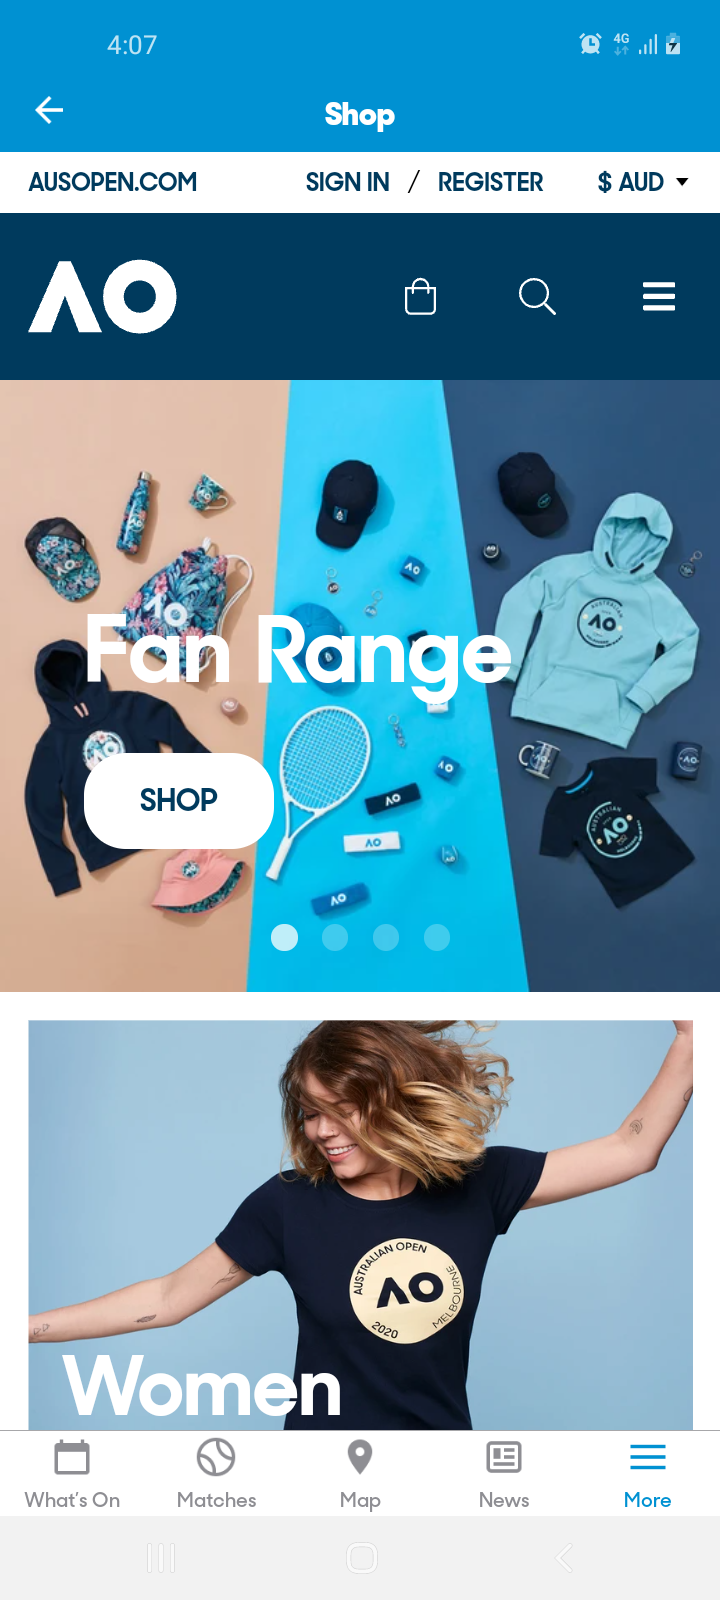 4:07
4G
Shop
AUSOPEN.COM
SIGN IN / REGISTER
$ AUD
AO
Fan Range
SHOP
AUSTRALIAN OPEN
AO
MELBOURNE
2020
Women
What's On
Matches
Map
News
More